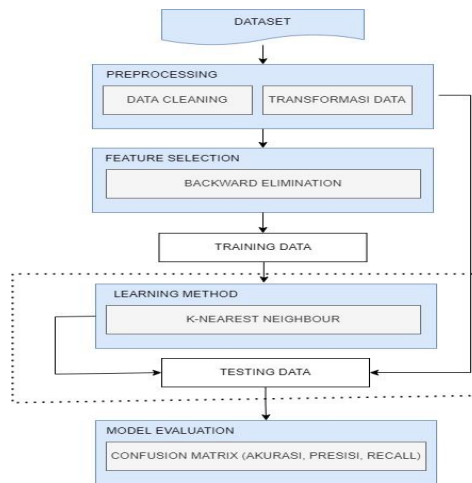 DATASET
PREPROCESSING
DATA CLEANING
TRANSFORMASI DATA
FEATURE SELECTION
BACKWARD ELIMINATION
TRAINING DATA
LEARNING METHOD
K-NEAREST NEIGHBOUR
TESTING DATA
MODEL EVALUATION
CONFUSION MATRIX (AKURASI, PRESISI, RECALL)